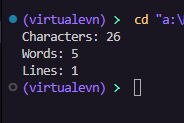 (virtualevn) > cd "a:\
Characters: 26
Words: 5
Lines: 1
(virtualevn) >